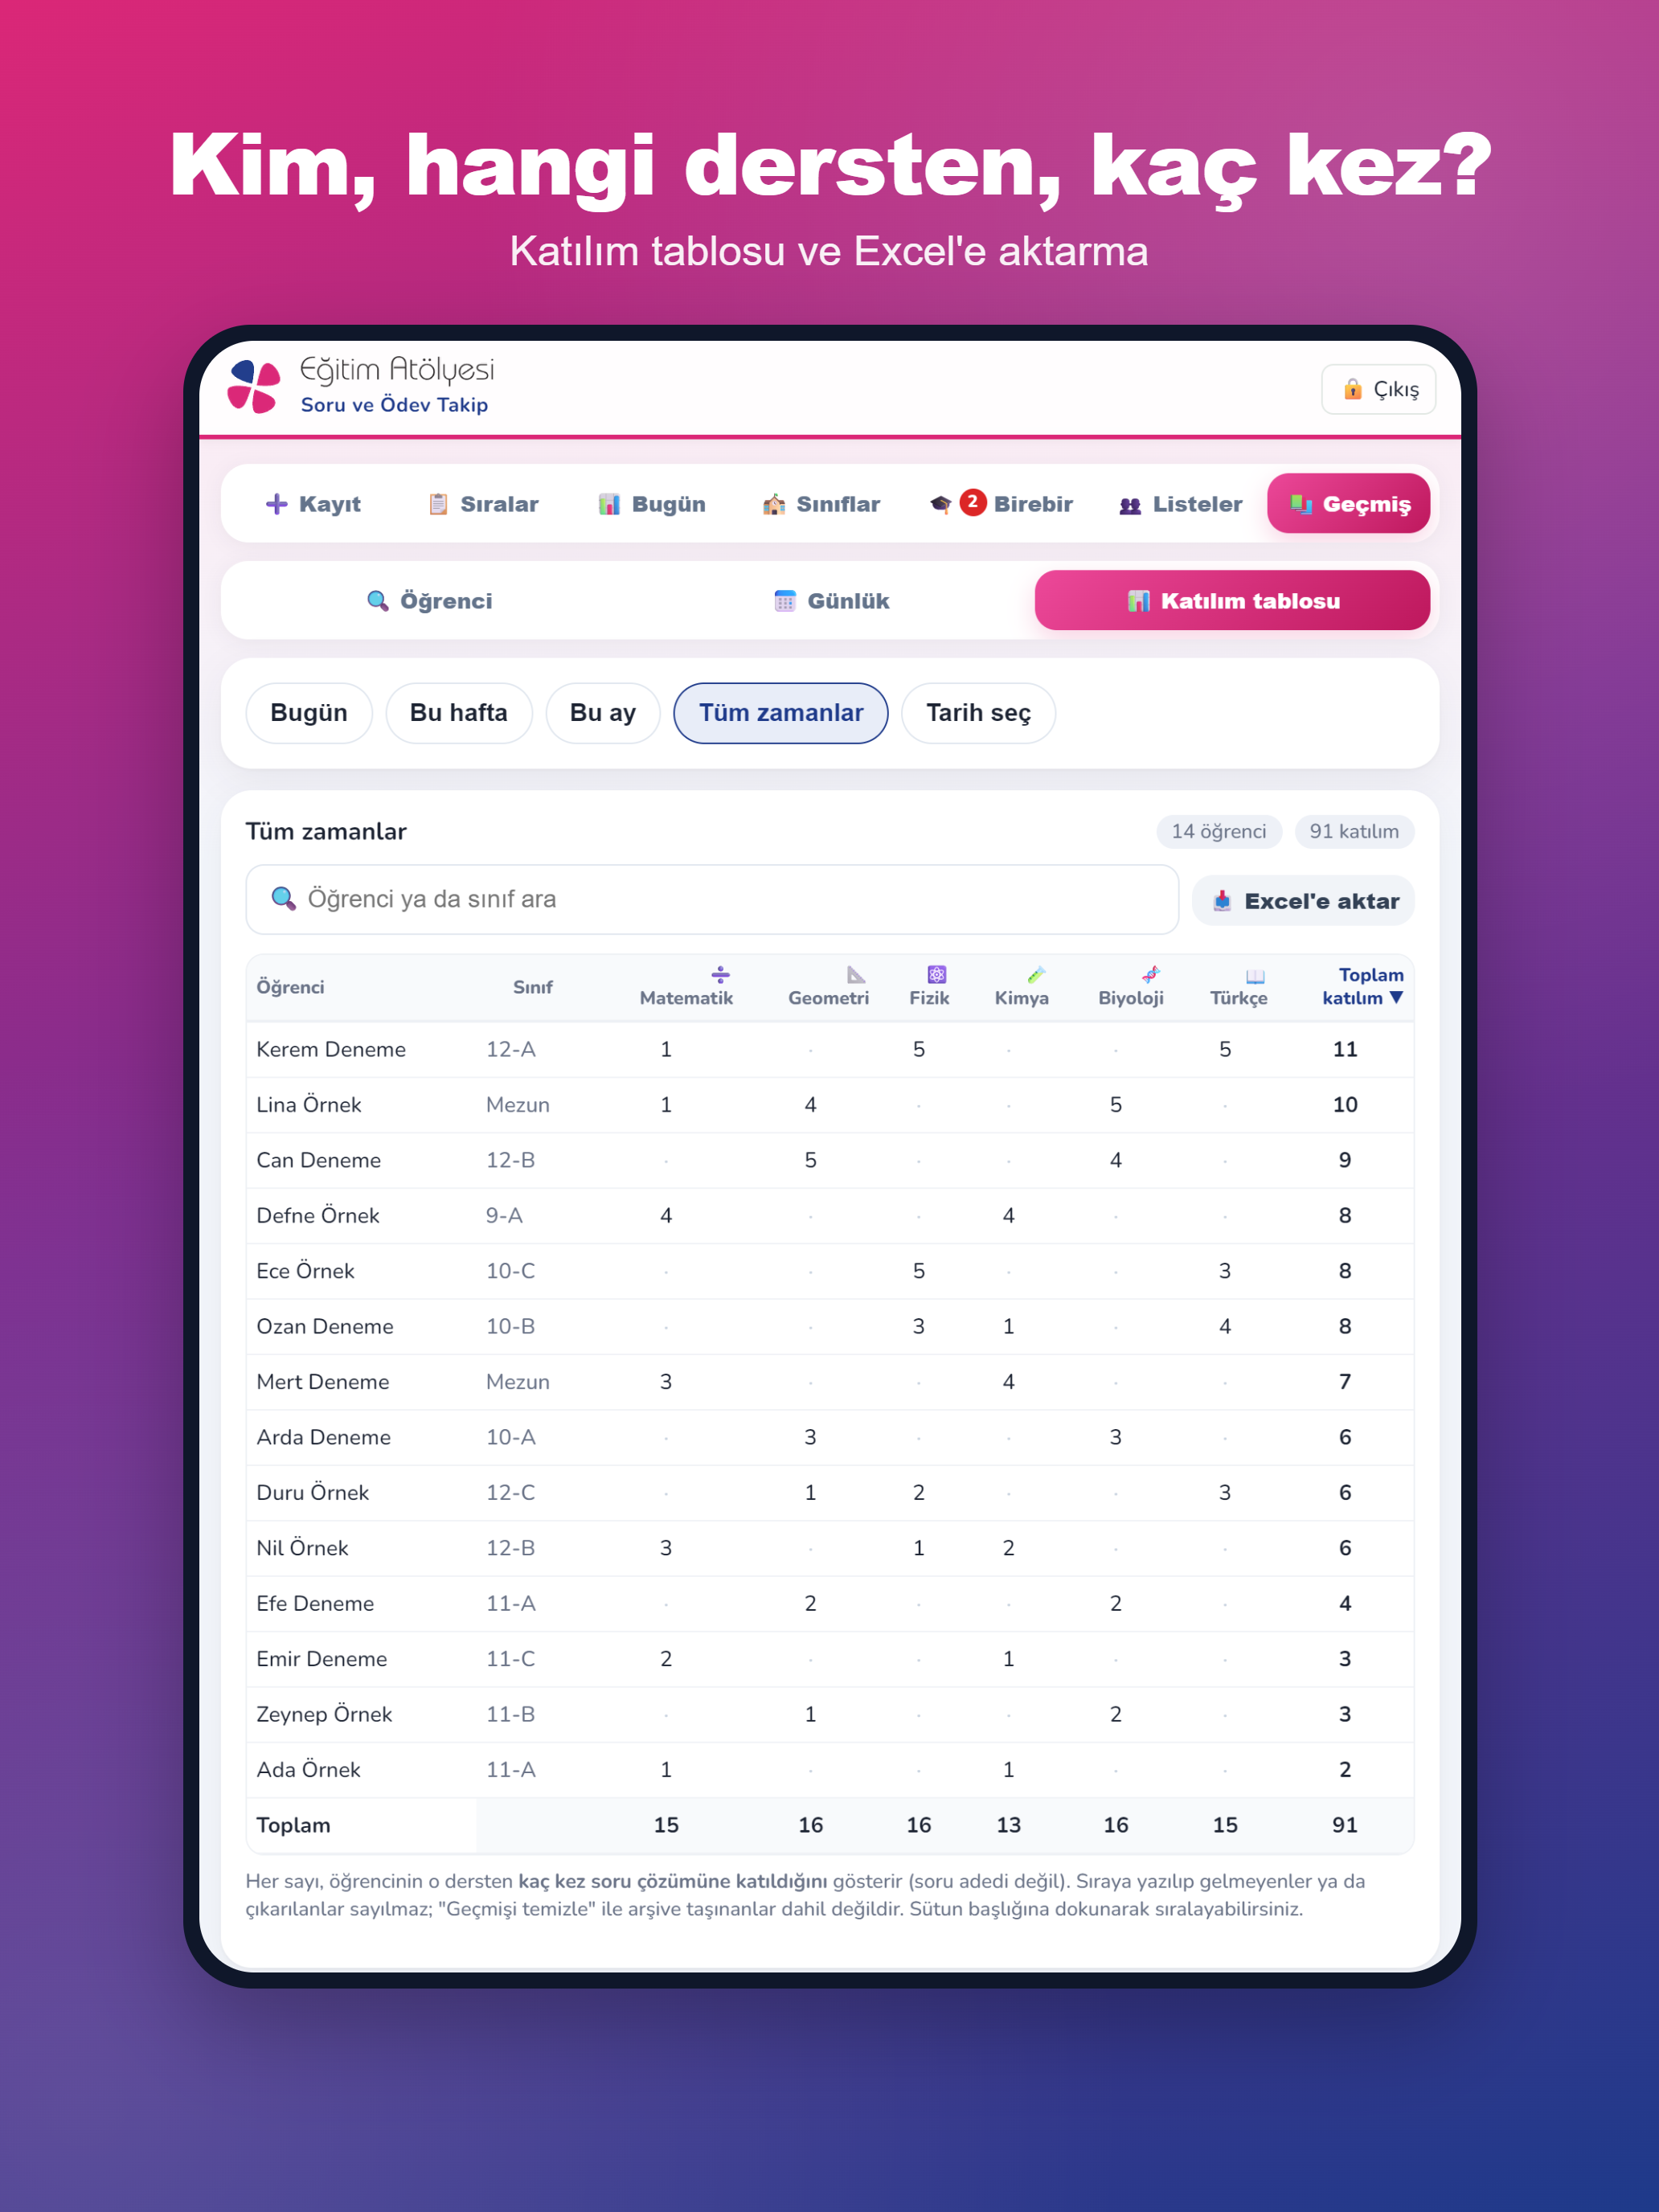 Kim, hangi dersten, kaç kez?
Katılım tablosu ve Excel'e aktarma
Eğitim Atölyesi
Soru ve Ödev Takip
Çıkış
Kayıt Sıralar Bugün Sınıflar 2 Birebir Listeler Geçmiş
Öğrenci Günlük Katılım tablosu
Bugün Bu hafta Bu ay Tüm zamanlar Tarih seç
Tüm zamanlar 14 öğrenci 91 katılım
Öğrenci ya da sınıf ara Excel'e aktar
Öğrenci Sınıf Matematik Geometri Fizik Kimya Biyoloji Türkçe Toplam katılım ▼
Kerem Deneme 12-A 1 · 5 · · 5 11
Lina Örnek Mezun 1 4 · · 5 · 10
Can Deneme 12-B · 5 · · 4 · 9
Defne Örnek 9-A 4 · · 4 · · 8
Ece Örnek 10-C · · 5 · · 3 8
Ozan Deneme 10-B · · 3 1 · 4 8
Mert Deneme Mezun 3 · · 4 · · 7
Arda Deneme 10-A · 3 · · 3 · 6
Duru Örnek 12-C · 1 2 · · 3 6
Nil Örnek 12-B 3 · 1 2 · · 6
Efe Deneme 11-A · 2 · · 2 · 4
Emir Deneme 11-C 2 · · 1 · · 3
Zeynep Örnek 11-B · 1 · · 2 · 3
Ada Örnek 11-A 1 · · 1 · · 2
Toplam 15 16 16 13 16 15 91
Her sayı, öğrencinin o dersten kaç kez soru çözümüne katıldığını gösterir (soru adedi değil). Sıraya yazılıp gelmeyenler ya da
çıkarılanlar sayılmaz; "Geçmişi temizle" ile arşive taşınanlar dahil değildir. Sütun başlığına dokunarak sıralayabilirsiniz.